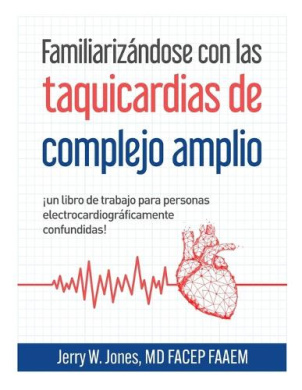 Familiarizándose con las
taquicardias de
complejo amplio
¡un libro de trabajo para personas
electrocardiográficamente
confundidas!
Jerry W. Jones, MD FACEP FAAEM